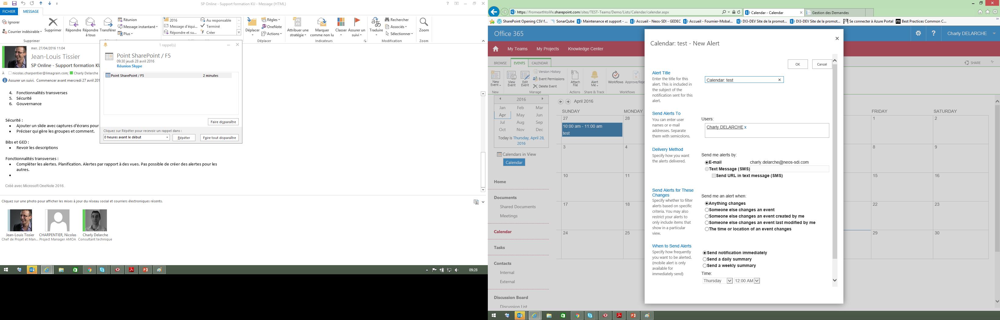 SP Online - Support formation KU - Message (HTML)
FICHIER
MESSAGE
Ignorer
Courrier indésirable
Supprimer
Répondre
Répondre à tous
Transférer
Réunion
Message instantané
Plus
2016
Message d'équi...
Répondre et su...
Au responsable
Terminé
Créer
Déplacer
Règles
OneNote
Actions
Attribuer une stratégie
Marquer comme non lu
Classer
Assurer un suivi
Traduire
Rechercher
Associés
Sélectionner
Zoom
Supprimer
Déplacer
Indicateurs
Modification
Zoom
mer. 27/04/2016 11:04
Jean-Louis Tissier
SP Online - Support formation KU
À nicolas.charpentier@limagrain.com; Charly Delarche
Assurer un suivi. Commencer avant mercredi 27 avril 201
4. Fonctionnalités transverses
5. Sécurité
6. Gouvernance
Sécurité :
• Ajouter un slide avec captures d'écrans pour
• Préciser qui gère les groupes et comment.
Bibs et GED :
• Revoir les descriptions
Fonctionnalités transverses :
• Compléter les alertes. Planification. Alertes par rapport à des vues. Pas possible de créer des alertes pour les
autres.
•
Créé avec Microsoft OneNote 2016.
1 rappel(s)
Point SharePoint / F5
09:30 jeudi 28 avril 2016
Réunion Skype
Point SharePoint / F5 2 minutes
Faire disparaître
Cliquez sur Répéter pour recevoir un rappel dans :
0 heures avant le début
Répéter
Faire tout disparaître
Cliquez sur une photo pour afficher les mises à jour du réseau social et courriers électroniques récents.
Jean-Louis Tissier
Chef de Projet et Man...
CHARPENTIER, Nicolas
Project Manager AMOA
Charly Delarche
Consultant technique
09:28
https://fromearthtolife.sharepoint.com/sites/TEST-Teams/Demo/Lists/Calendar/calendar.aspx
Calendar - Calendar
Gestion des Demandes
SharePoint Opening CSV f...
SonarQube
Maintenance et support - ...
Accueil - Neos-SDI - GEDEC
Accueil - Fournier-Mobal...
DI3-DEV Site de la promot...
DI3-DEV Site de la promot...
Se connecter à Azure Portal
Best Practices Common C...
Office 365
Charly DELARCHE
My Teams
My Projects
Knowledge Center
BROWSE
EVENTS
CALENDAR
SHARE
New Event
View Event
Edit Event
Version History
Event Permissions
Delete Event
Attach File
Alert Me
Workflows
Approve/Reje
New
Manage
Actions
Share & Track
Workflows
2016
Jan Feb Mar
Apr May Jun
Jul Aug Sep
Oct Nov Dec
Today is Thursday, April 28,
2016
Calendars in View
Calendar
Home
Documents
Shared Documents
Meetings
Calendar
Tasks
Contacts
Internal
External
Discussion Board
Discussion List
April 2016
SUNDAY MONDAY FRIDAY SATURDAY
27 28 1 2
10:00 am - 11:00 am
test
3 4 8 9
10 11 15 16
17 18 22 23
24 25 29 30
Calendar: test - New Alert
OK
Cancel
Alert Title
Enter the title for this
alert. This is included in
the subject of the
notification sent for this
alert.
Calendar: test
Send Alerts To
You can enter user
names or e-mail
addresses. Separate
them with semicolons.
Users:
Charly DELARCHE x
Delivery Method
Specify how you want
the alerts delivered.
Send me alerts by:
E-mail charly.delarche@neos-sdi.com
Text Message (SMS)
Send URL in text message (SMS)
Send Alerts for These
Changes
Specify whether to filter
alerts based on specific
criteria. You may also
restrict your alerts to
only include items that
show in a particular
view.
Send me an alert when:
Anything changes
Someone else changes an event
Someone else changes an event created by me
Someone else changes an event last modified by me
The time or location of an event changes
When to Send Alerts
Specify how frequently
you want to be alerted.
(mobile alert is only
available for
immediately send)
Send notification immediately
Send a daily summary
Send a weekly summary
Time:
Thursday 12:00 AM